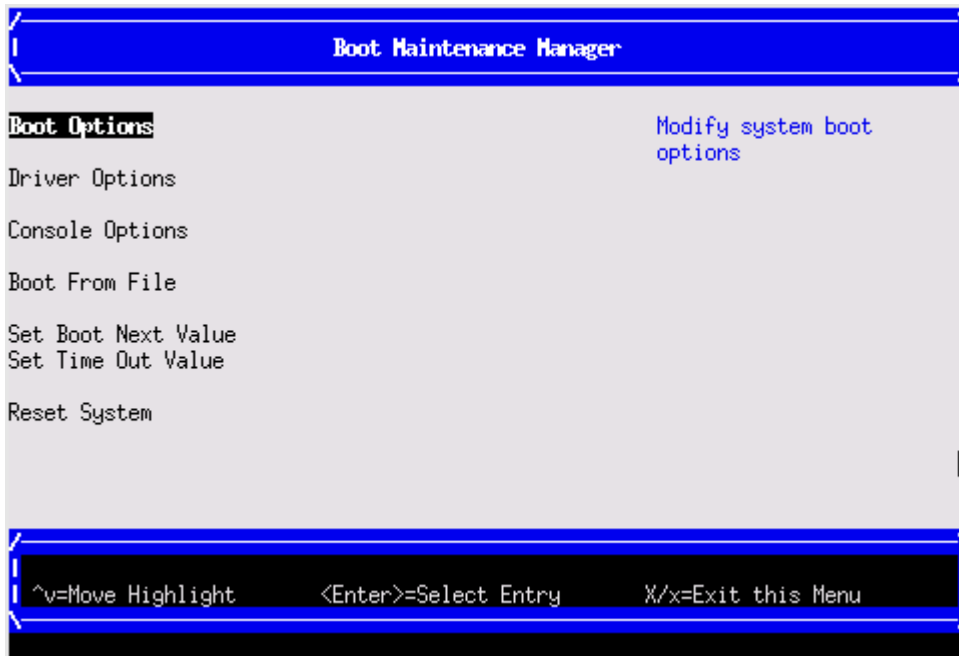 Boot Maintenance Manager
Boot Options
Modify system boot
options
Driver Options
Console Options
Boot From File
Set Boot Next Value
Set Time Out Value
Reset System
^v=Move Highlight <Enter>=Select Entry X/x=Exit this Menu